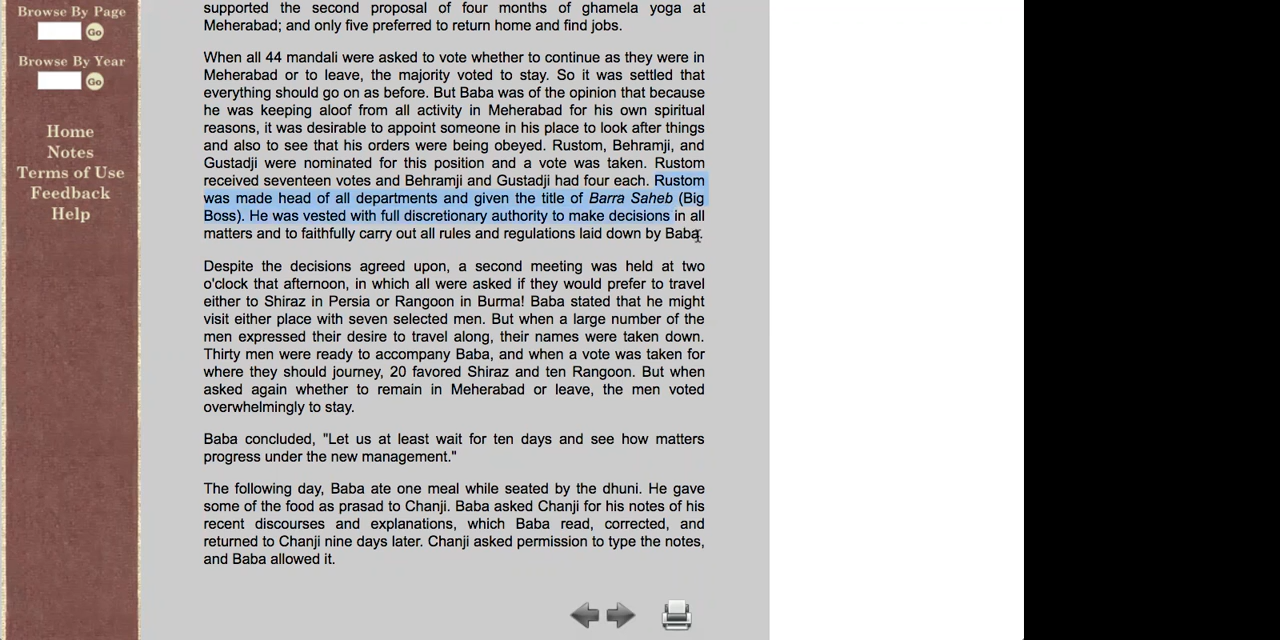 Browse By Page
Go
Browse By Year
Go
Home
Notes
Terms of Use
Feedback
Help
supported the second proposal of four months of ghamela yoga at
Meherabad; and only five preferred to return home and find jobs.
When all 44 mandali were asked to vote whether to continue as they were in
Meherabad or to leave, the majority voted to stay. So it was settled that
everything should go on as before. But Baba was of the opinion that because
he was keeping aloof from all activity in Meherabad for his own spiritual
reasons, it was desirable to appoint someone in his place to look after things
and also to see that his orders were being obeyed. Rustom, Behramji, and
Gustadji were nominated for this position and a vote was taken. Rustom
received seventeen votes and Behramji and Gustadji had four each. Rustom
was made head of all departments and given the title of Barra Saheb (Big
Boss). He was vested with full discretionary authority to make decisions in all
matters and to faithfully carry out all rules and regulations laid down by Baba.
Despite the decisions agreed upon, a second meeting was held at two
o'clock that afternoon, in which all were asked if they would prefer to travel
either to Shiraz in Persia or Rangoon in Burma! Baba stated that he might
visit either place with seven selected men. But when a large number of the
men expressed their desire to travel along, their names were taken down.
Thirty men were ready to accompany Baba, and when a vote was taken for
where they should journey, 20 favored Shiraz and ten Rangoon. But when
asked again whether to remain in Meherabad or leave, the men voted
overwhelmingly to stay.
Baba concluded, "Let us at least wait for ten days and see how matters
progress under the new management."
The following day, Baba ate one meal while seated by the dhuni. He gave
some of the food as prasad to Chanji. Baba asked Chanji for his notes of his
recent discourses and explanations, which Baba read, corrected, and
returned to Chanji nine days later. Chanji asked permission to type the notes,
and Baba allowed it.